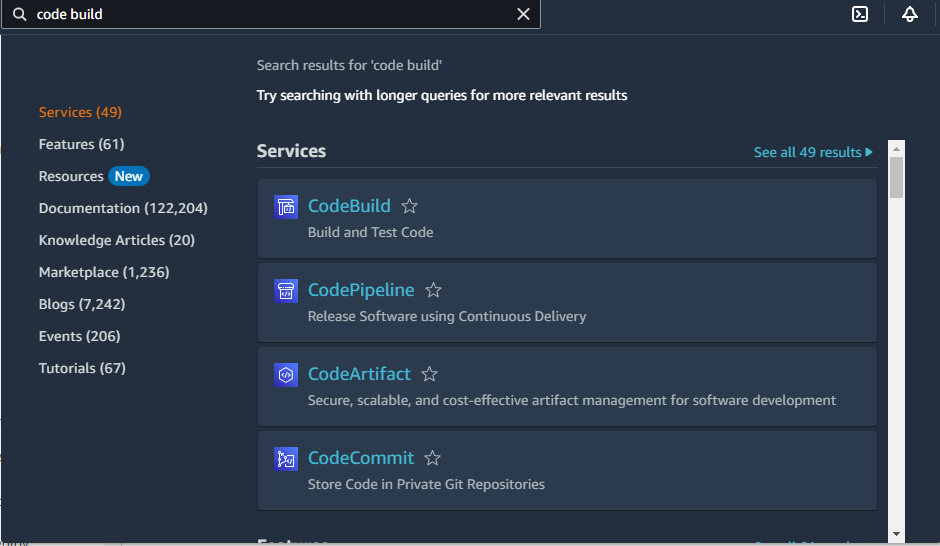 code build
Search results for 'code build'
Try searching with longer queries for more relevant results
Services (49)
Features (61)
Resources New
Documentation (122,204)
Knowledge Articles (20)
Marketplace (1,236)
Blogs (7,242)
Events (206)
Tutorials (67)
Services
See all 49 results
CodeBuild
Build and Test Code
CodePipeline
Release Software using Continuous Delivery
CodeArtifact
Secure, scalable, and cost-effective artifact management for software development
CodeCommit
Store Code in Private Git Repositories